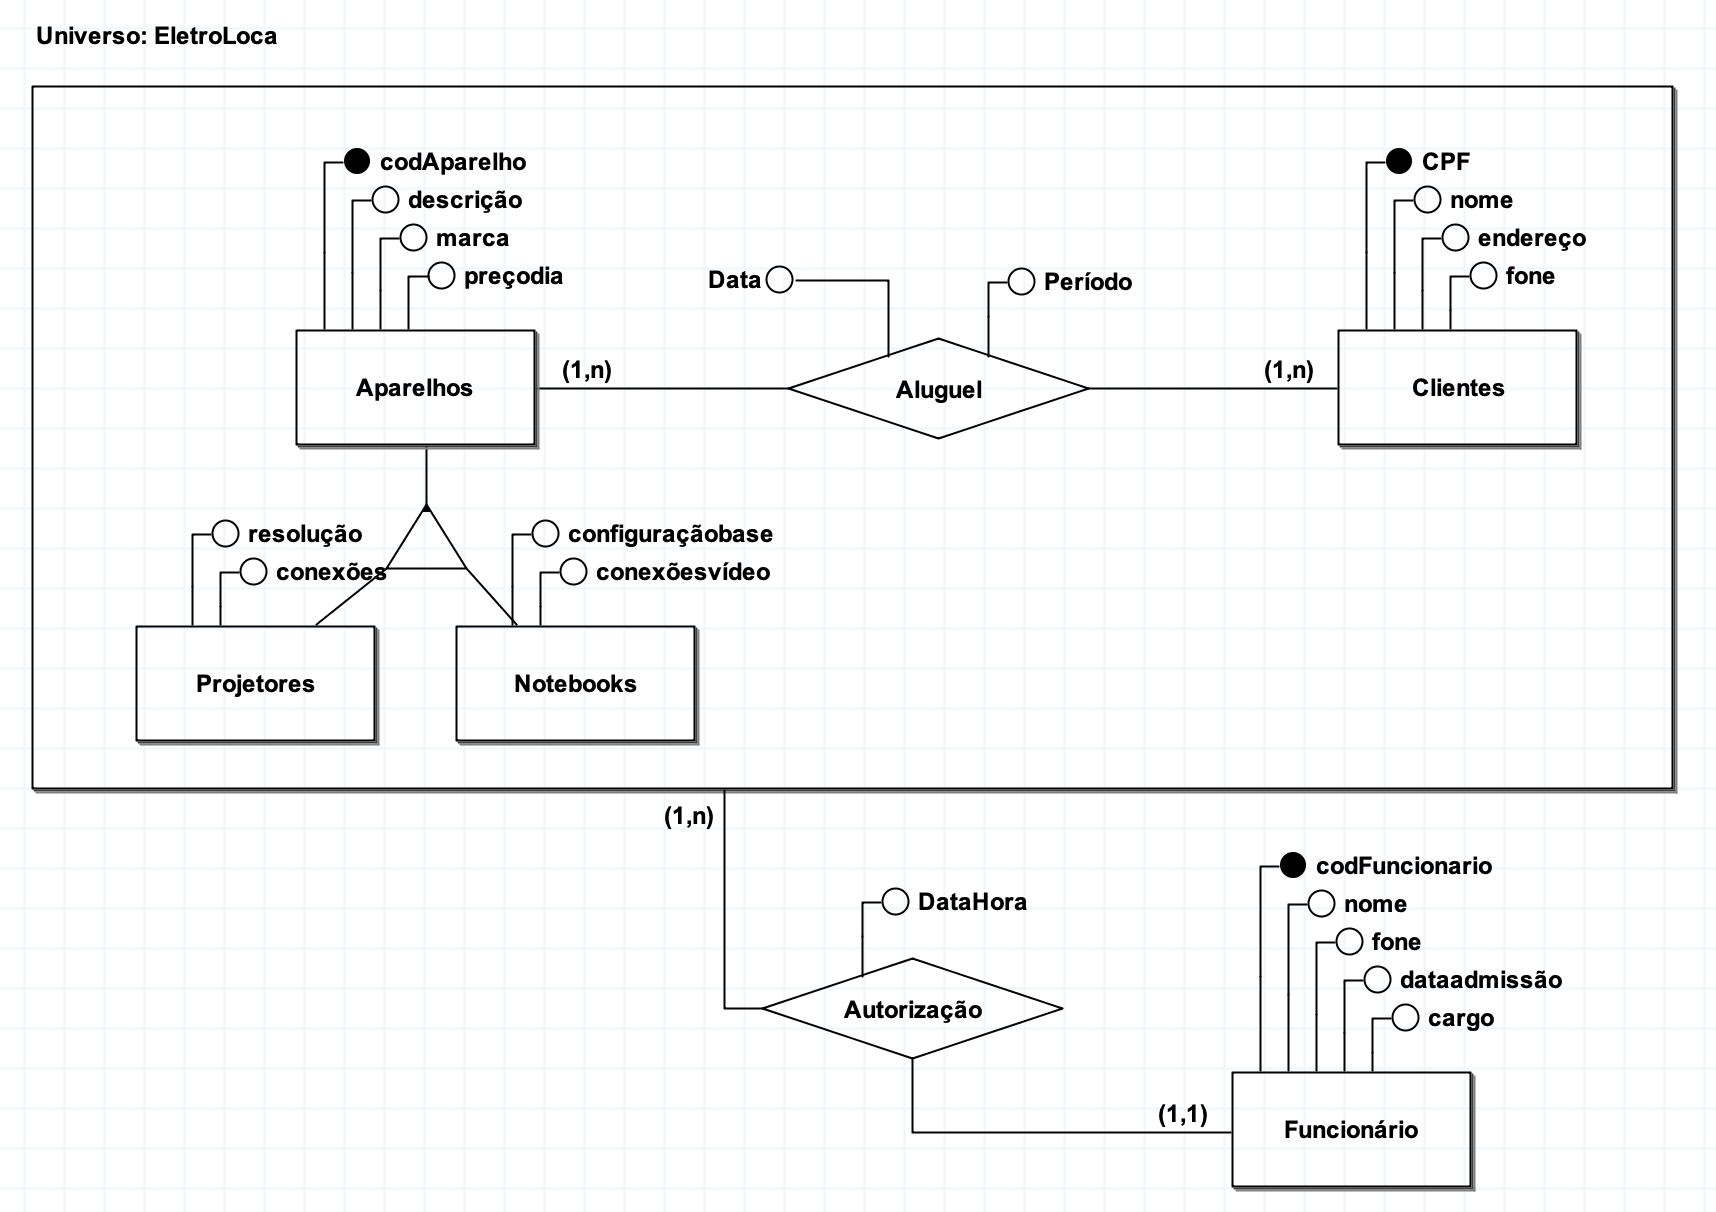 Universo: EletroLoca
codAparelho
descrição
marca
preçodia
Data
Período
CPF
nome
endereço
fone
Aparelhos
(1,n)
Aluguel
(1,n)
Clientes
resolução
conexões
configuraçãobase
conexõesvídeo
Projetores
Notebooks
(1,n)
DataHora
Autorização
codFuncionario
nome
fone
dataadmissão
cargo
(1,1)
Funcionário